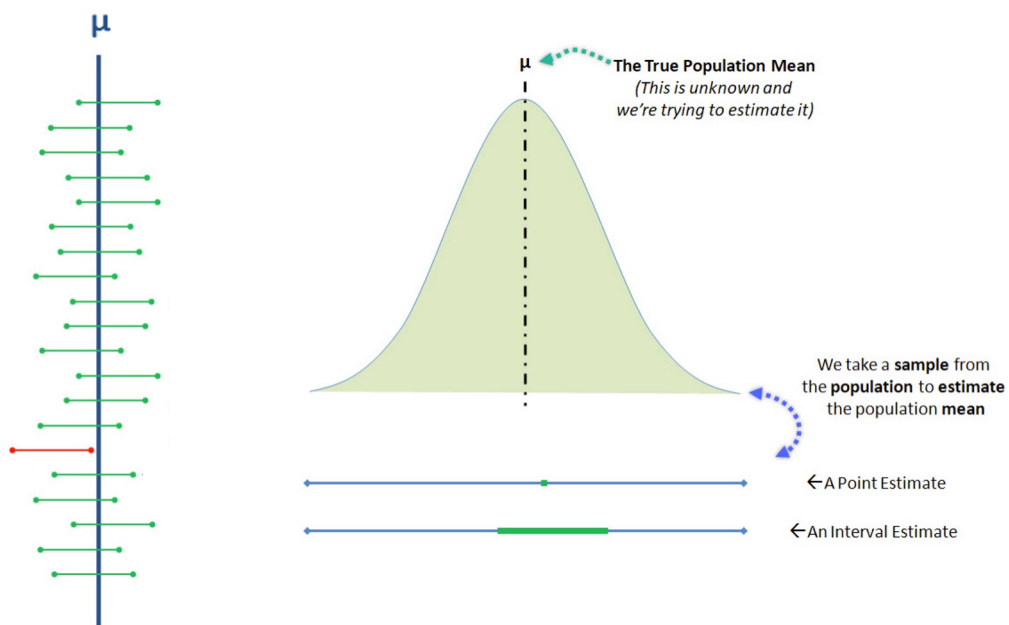 μ
μ
The True Population Mean
(This is unknown and
we're trying to estimate it)
We take a sample from
the population to estimate
the population mean
←A Point Estimate
←An Interval Estimate